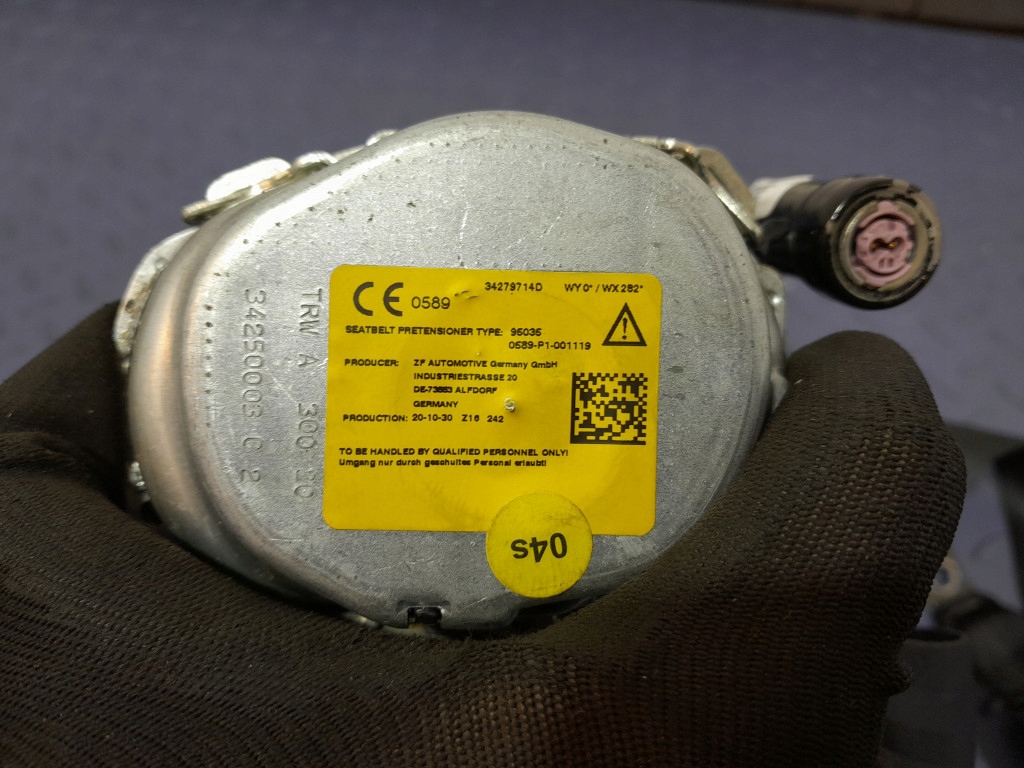 CE 0589
34279714D WY0* / WX282*
SEATBELT PRETENSIONER TYPE: 95035
0589-P1-001119
PRODUCER: ZF AUTOMOTIVE Germany GmbH
INDUSTRIESTRASSE 20
DE-73553 ALFDORF
GERMANY
PRODUCTION: 20-10-30 Z16 242
TO BE HANDLED BY QUALIFIED PERSONNEL ONLY!
Umgang nur durch geschultes Personal erlaubt!
04s
TRW A 300 20
34250003 C 2